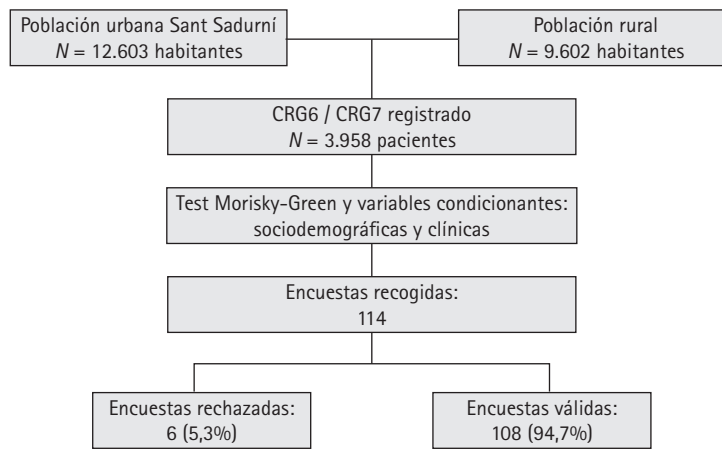 Población urbana Sant Sadurní
N = 12.603 habitantes
Población rural
N = 9.602 habitantes
CRG6 / CRG7 registrado
N = 3.958 pacientes
Test Morisky-Green y variables condicionantes:
sociodemográficas y clínicas
Encuestas recogidas:
114
Encuestas rechazadas:
6 (5,3%)
Encuestas válidas:
108 (94,7%)